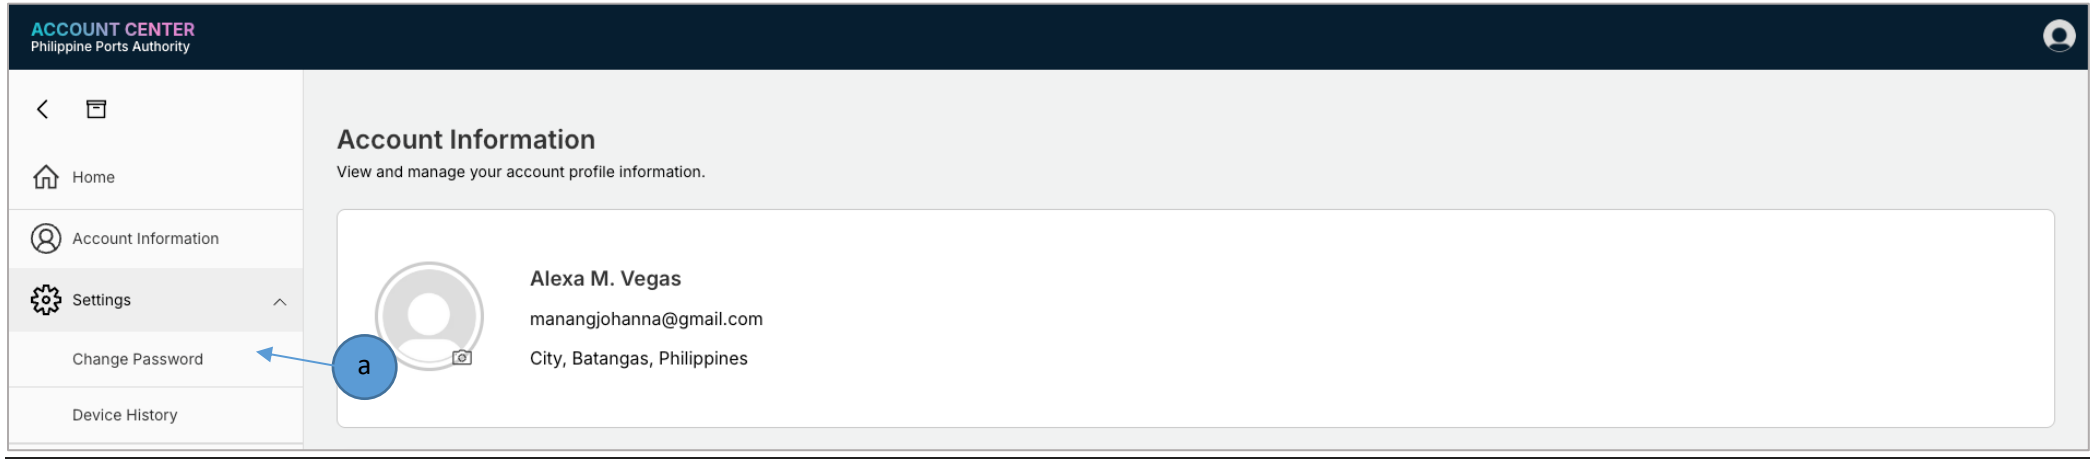 ACCOUNT CENTER
Philippine Ports Authority
Home
Account Information
Settings
Change Password
Device History
Account Information
View and manage your account profile information.
Alexa M. Vegas
manangjohanna@gmail.com
City, Batangas, Philippines
a